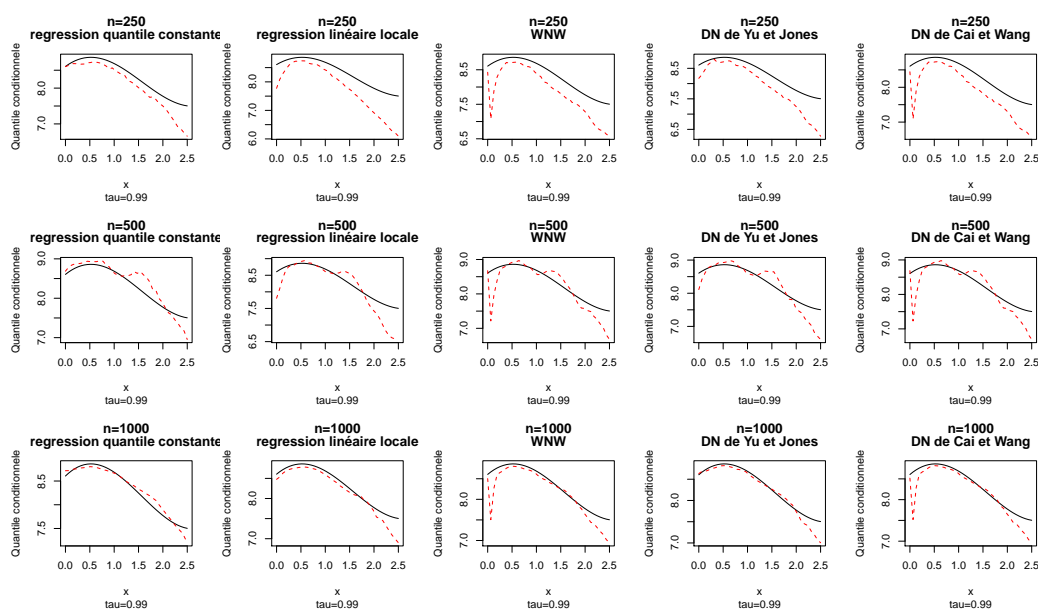 n=250
regression quantile constante
Quantile conditionnele
7.0 8.0
0.0 0.5 1.0 1.5 2.0 2.5
x
tau=0.99
n=250
regression linéaire locale
Quantile conditionnele
6.0 7.0 8.0
0.0 0.5 1.0 1.5 2.0 2.5
x
tau=0.99
n=250
WNW
Quantile conditionnele
6.5 7.5 8.5
0.0 0.5 1.0 1.5 2.0 2.5
x
tau=0.99
n=250
DN de Yu et Jones
Quantile conditionnele
6.5 7.5 8.5
0.0 0.5 1.0 1.5 2.0 2.5
x
tau=0.99
n=250
DN de Cai et Wang
Quantile conditionnele
7.0 8.0
0.0 0.5 1.0 1.5 2.0 2.5
x
tau=0.99
n=500
regression quantile constante
Quantile conditionnele
7.0 8.0 9.0
0.0 0.5 1.0 1.5 2.0 2.5
x
tau=0.99
n=500
regression linéaire locale
Quantile conditionnele
6.5 7.5 8.5
0.0 0.5 1.0 1.5 2.0 2.5
x
tau=0.99
n=500
WNW
Quantile conditionnele
7.0 8.0 9.0
0.0 0.5 1.0 1.5 2.0 2.5
x
tau=0.99
n=500
DN de Yu et Jones
Quantile conditionnele
7.0 8.0 9.0
0.0 0.5 1.0 1.5 2.0 2.5
x
tau=0.99
n=500
DN de Cai et Wang
Quantile conditionnele
7.0 8.0 9.0
0.0 0.5 1.0 1.5 2.0 2.5
x
tau=0.99
n=1000
regression quantile constante
Quantile conditionnele
7.5 8.5
0.0 0.5 1.0 1.5 2.0 2.5
x
tau=0.99
n=1000
regression linéaire locale
Quantile conditionnele
7.0 8.0
0.0 0.5 1.0 1.5 2.0 2.5
x
tau=0.99
n=1000
WNW
Quantile conditionnele
7.0 8.0
0.0 0.5 1.0 1.5 2.0 2.5
x
tau=0.99
n=1000
DN de Yu et Jones
Quantile conditionnele
7.0 8.0
0.0 0.5 1.0 1.5 2.0 2.5
x
tau=0.99
n=1000
DN de Cai et Wang
Quantile conditionnele
7.0 8.0
0.0 0.5 1.0 1.5 2.0 2.5
x
tau=0.99